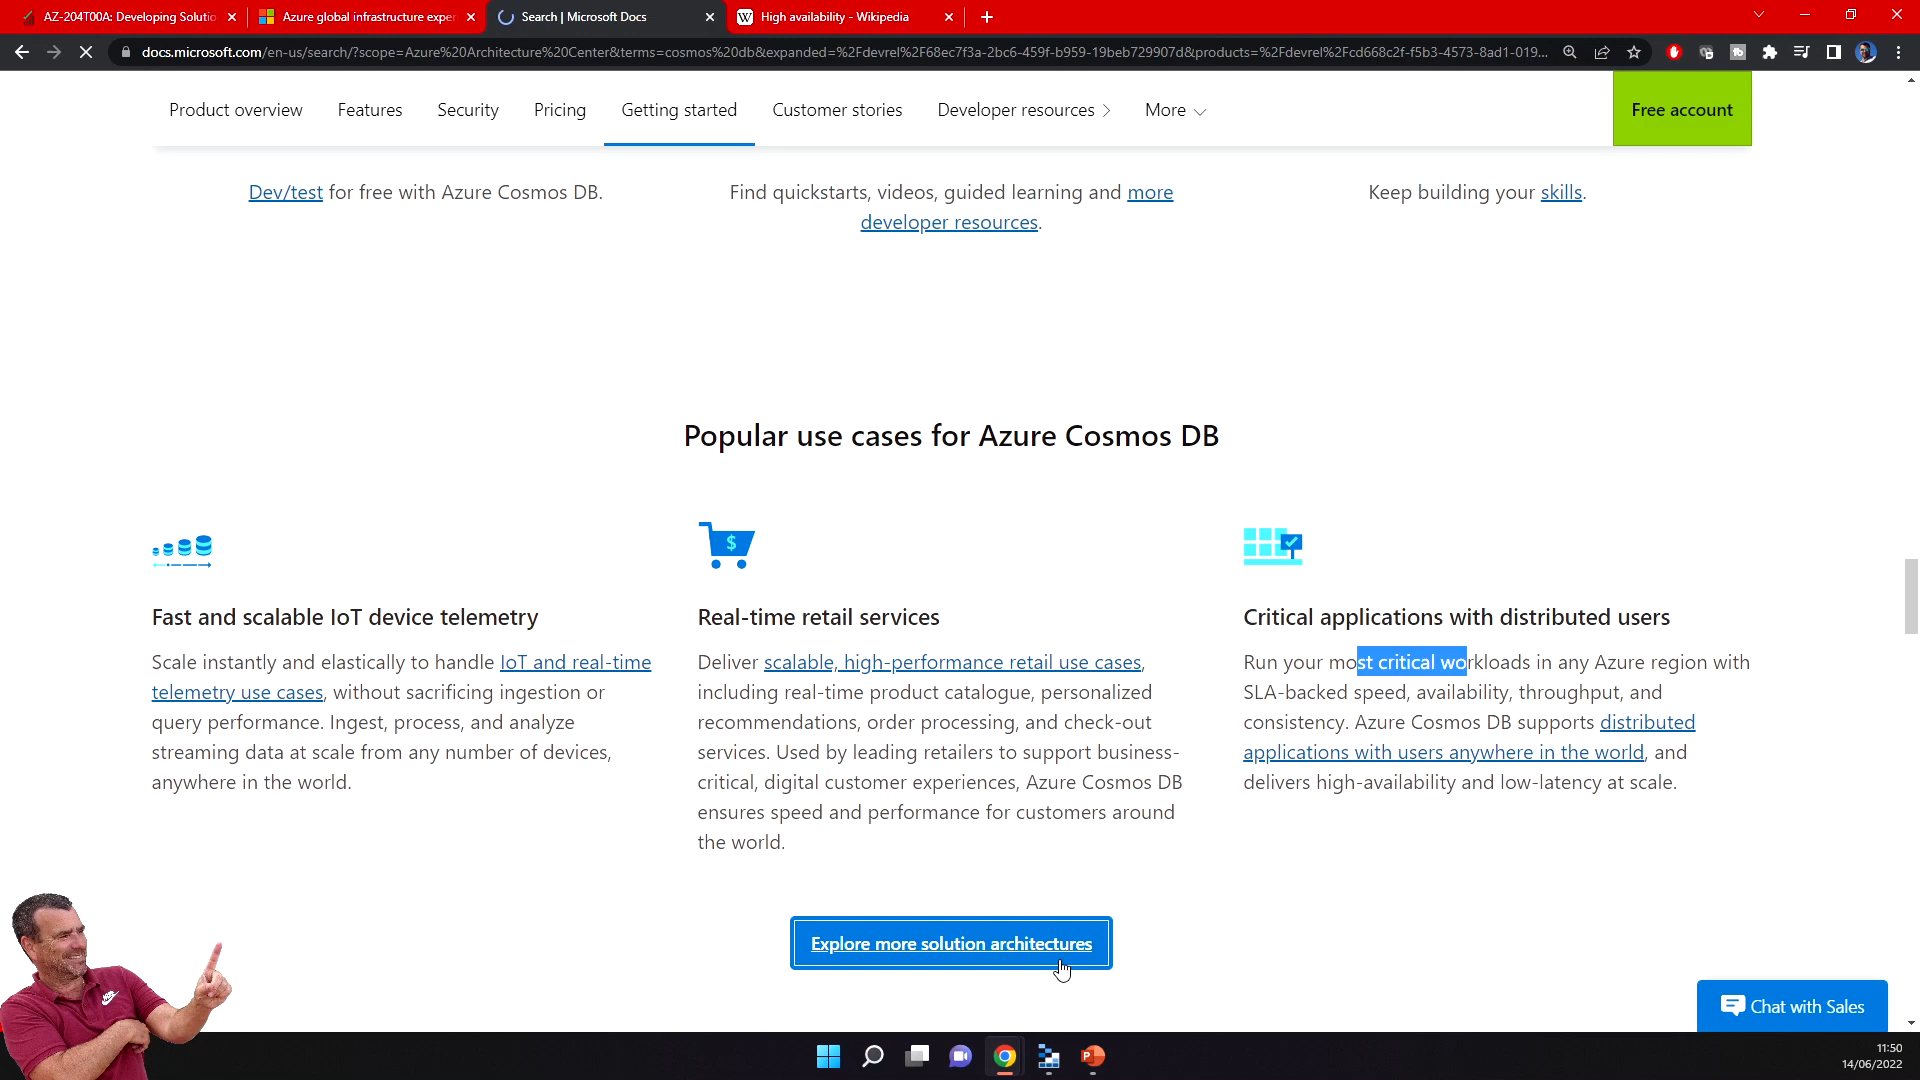 AZ-204T00A: Developing Solutio
Azure global infrastructure exper
Search | Microsoft Docs
W High availability - Wikipedia
docs.microsoft.com/en-us/search/?scope=Azure%20Architecture%20Center&terms=cosmos%20db&expanded=%2Fdevrel%2F68ec7f3a-2bc6-459f-b959-19beb729907d&products=%2Fdevrel%2Fcd668c2f-f5b3-4573-8ad1-019...
Product overview Features Security Pricing Getting started Customer stories Developer resources More
Free account
Dev/test for free with Azure Cosmos DB.
Find quickstarts, videos, guided learning and more
developer resources.
Keep building your skills.
Popular use cases for Azure Cosmos DB
Fast and scalable IoT device telemetry
Scale instantly and elastically to handle IoT and real-time
telemetry use cases, without sacrificing ingestion or
query performance. Ingest, process, and analyze
streaming data at scale from any number of devices,
anywhere in the world.
$
Real-time retail services
Deliver scalable, high-performance retail use cases,
including real-time product catalogue, personalized
recommendations, order processing, and check-out
services. Used by leading retailers to support business-
critical, digital customer experiences, Azure Cosmos DB
ensures speed and performance for customers around
the world.
Critical applications with distributed users
Run your most critical workloads in any Azure region with
SLA-backed speed, availability, throughput, and
consistency. Azure Cosmos DB supports distributed
applications with users anywhere in the world, and
delivers high-availability and low-latency at scale.
Explore more solution architectures
Chat with Sales
11:50
14/06/2022